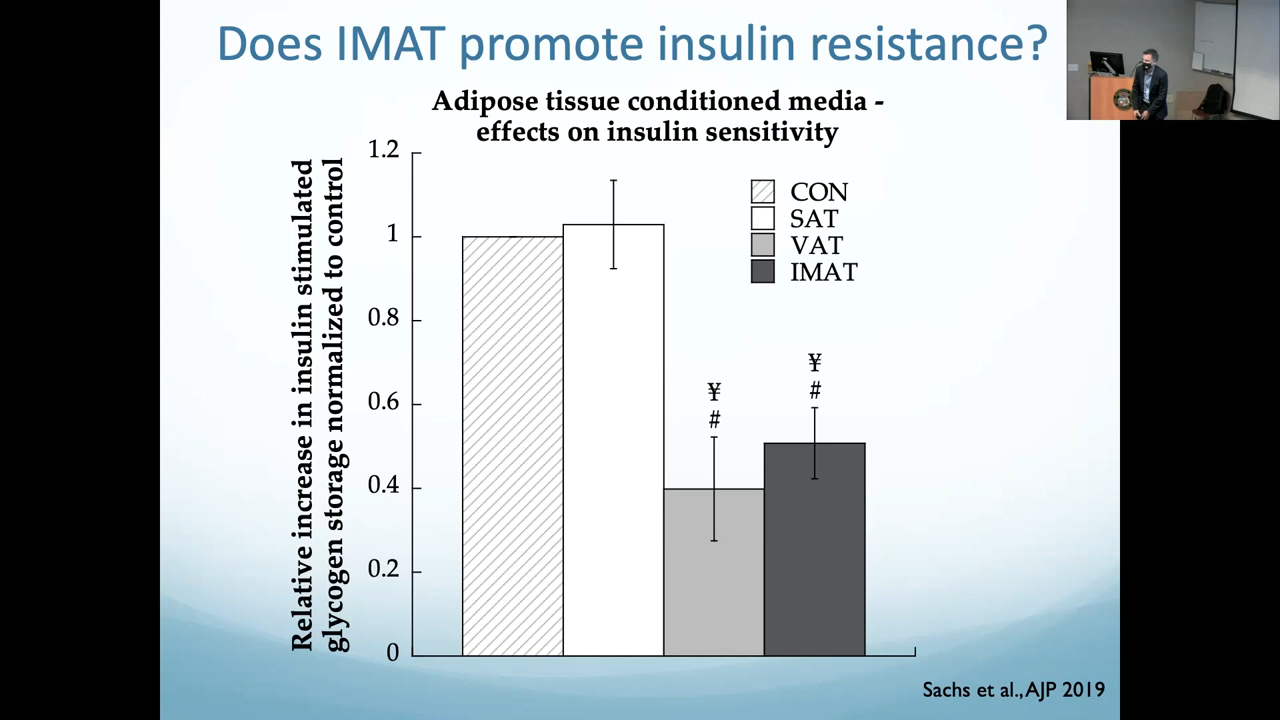 Does IMAT promote insulin resistance?
Adipose tissue conditioned media -
effects on insulin sensitivity
Relative increase in insulin stimulated
glycogen storage normalized to control
1.2
1
0.8
0.6
0.4
0.2
0
CON
SAT
VAT
IMAT
¥
#
¥
#
Sachs et al., AJP 2019